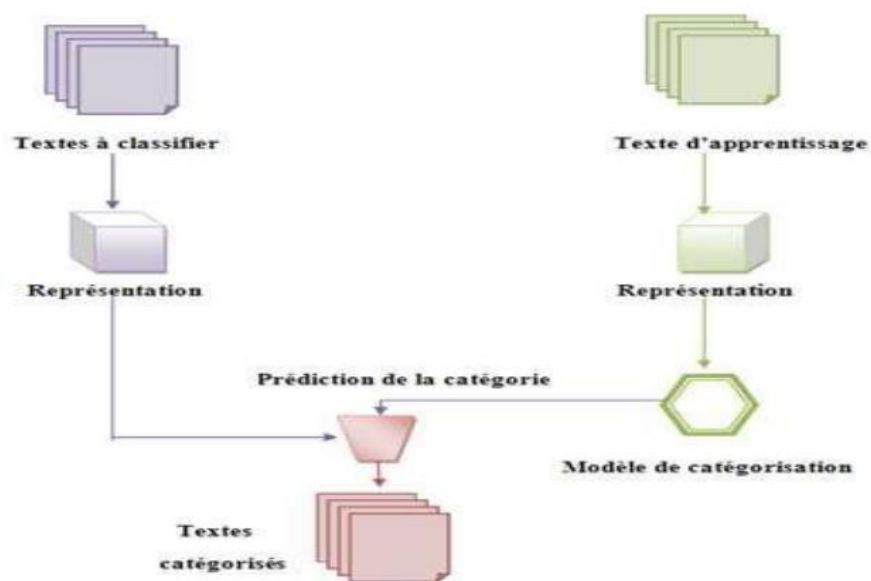 Textes à classifier
Texte d'apprentissage
Représentation
Représentation
Prédiction de la catégorie
Modèle de catégorisation
Textes
catégorisés